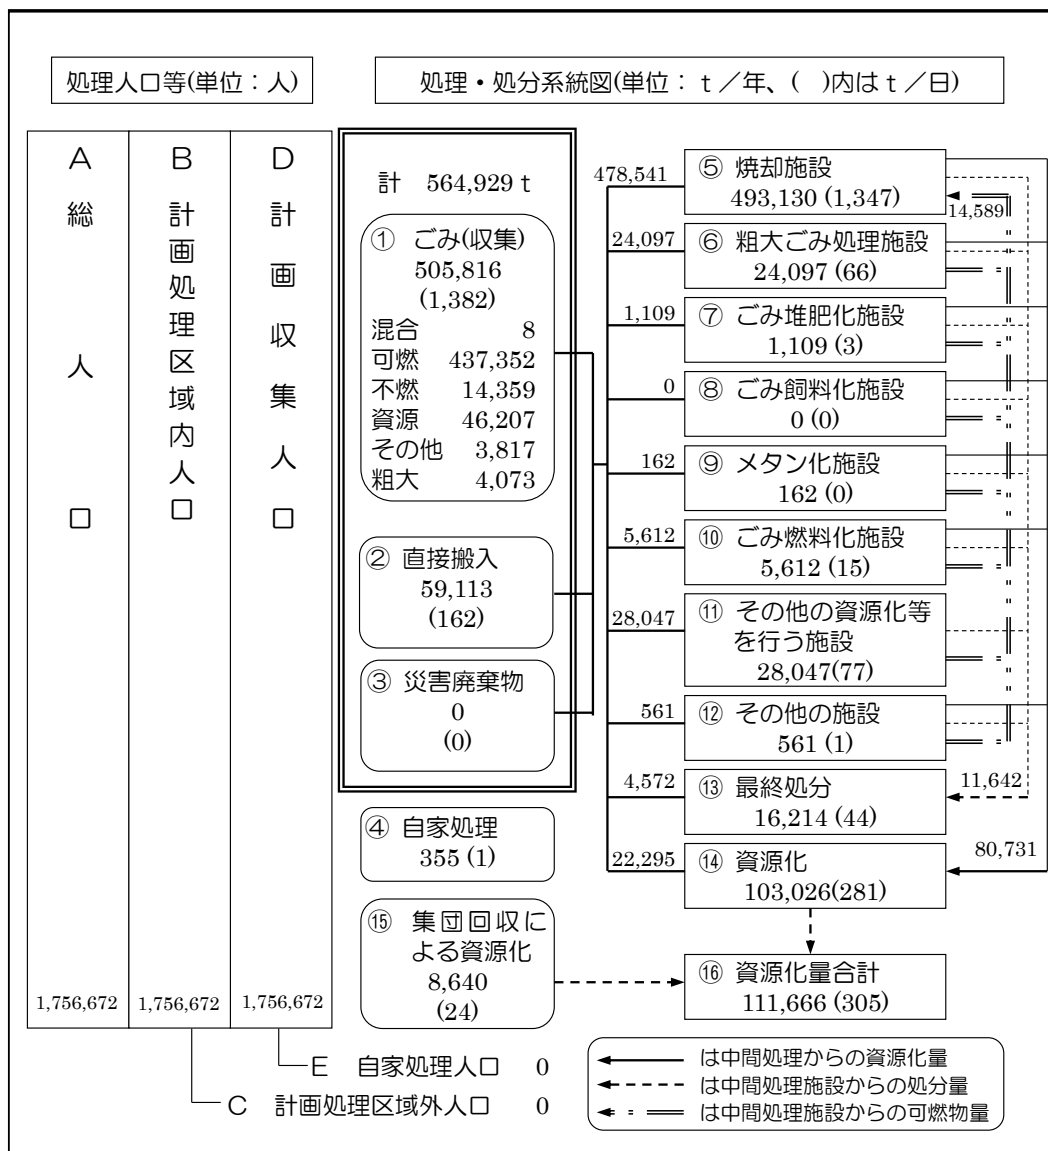 処理人口等(単位：人)
処理・処分系統図(単位：ｔ／年、(　)内はｔ／日)
A 総人口
1,756,672
B 計画処理区域内人口
1,756,672
D 計画収集人口
1,756,672
E 自家処理人口 0
C 計画処理区域外人口 0
計 564,929ｔ
① ごみ(収集)
505,816
(1,382)
混合 8
可燃 437,352
不燃 14,359
資源 46,207
その他 3,817
粗大 4,073
② 直接搬入
59,113
(162)
③ 災害廃棄物
0
(0)
④ 自家処理
355 (1)
⑮ 集団回収に
よる資源化
8,640
(24)
478,541
⑤ 焼却施設
493,130 (1,347)
14,589
24,097
⑥ 粗大ごみ処理施設
24,097 (66)
1,109
⑦ ごみ堆肥化施設
1,109 (3)
0
⑧ ごみ飼料化施設
0 (0)
162
⑨ メタン化施設
162 (0)
5,612
⑩ ごみ燃料化施設
5,612 (15)
28,047
⑪ その他の資源化等
を行う施設
28,047(77)
561
⑫ その他の施設
561 (1)
4,572
⑬ 最終処分
16,214 (44)
11,642
22,295
⑭ 資源化
103,026(281)
80,731
⑯ 資源化量合計
111,666 (305)
は中間処理からの資源化量
は中間処理施設からの処分量
は中間処理施設からの可燃物量